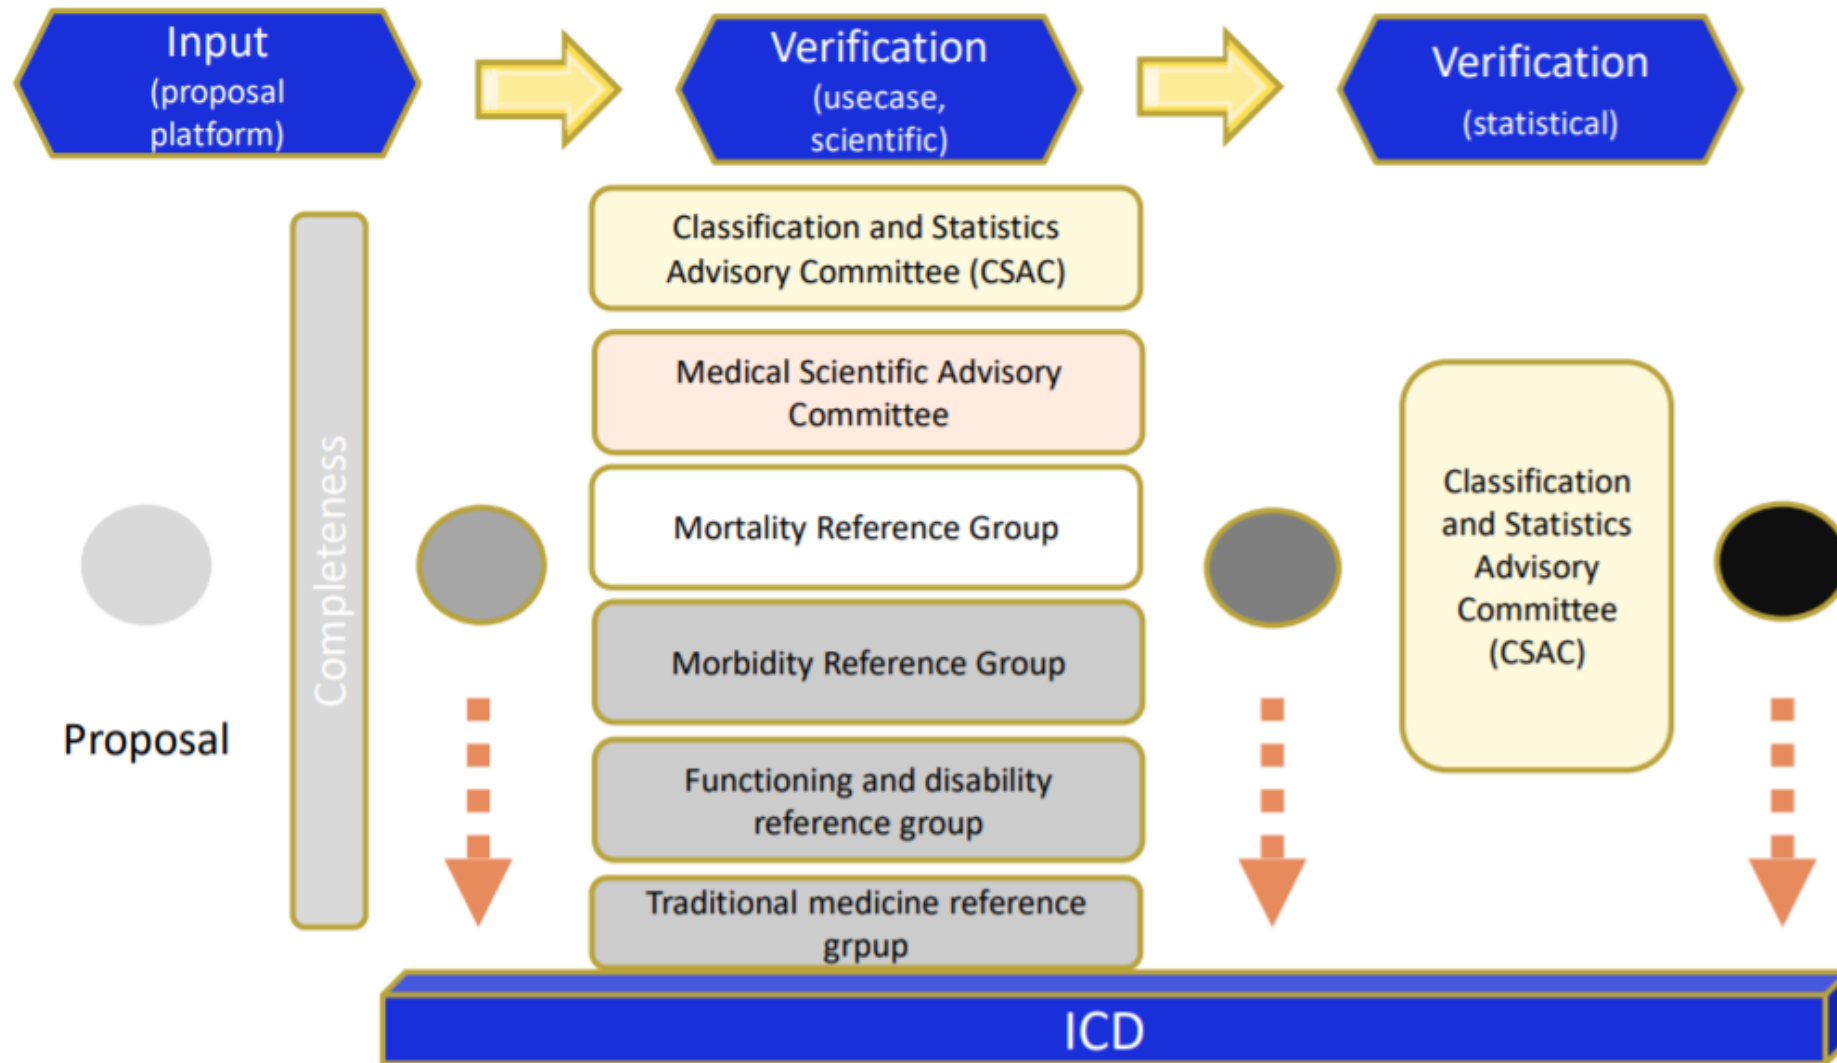 Input
(proposal
platform)
Verification
(usecase,
scientific)
Verification
(statistical)
Classification and Statistics
Advisory Committee (CSAC)
Medical Scientific Advisory
Committee
Mortality Reference Group
Morbidity Reference Group
Functioning and disability
reference group
Traditional medicine reference
grpup
Completeness
Proposal
Classification
and Statistics
Advisory
Committee
(CSAC)
ICD